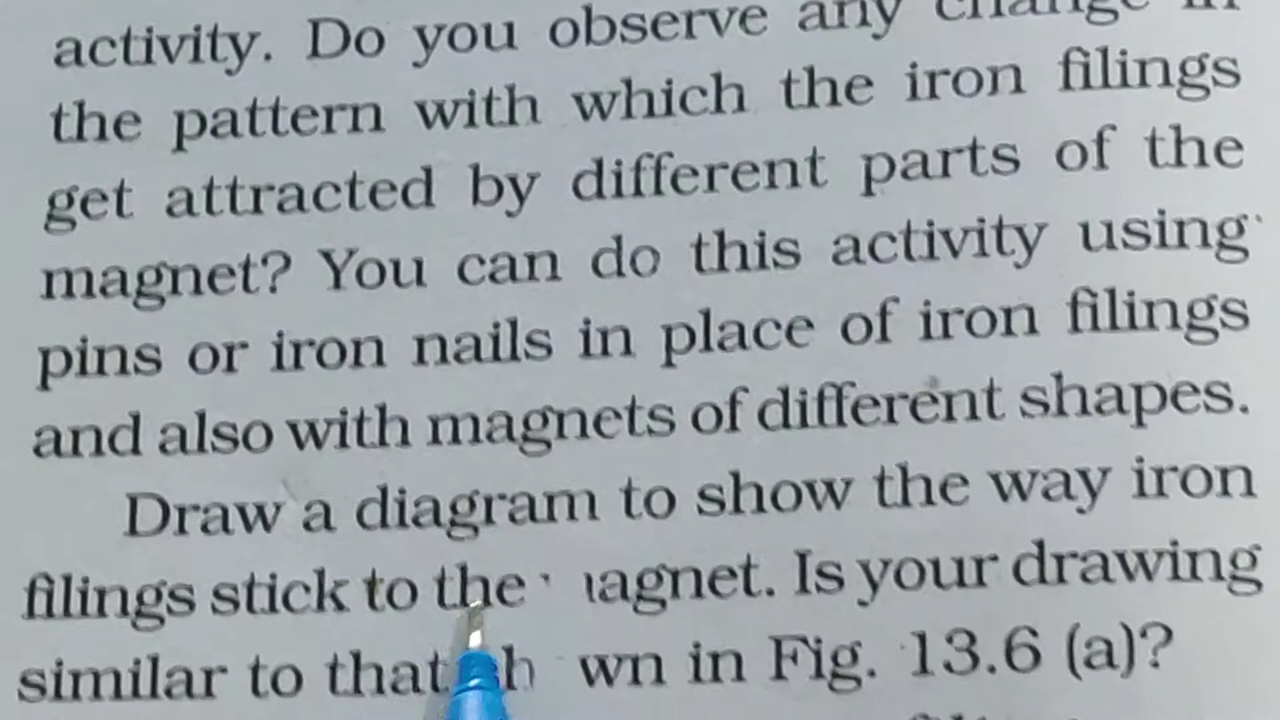 activity. Do you observe any change in
the pattern with which the iron filings
get attracted by different parts of the
magnet? You can do this activity using
pins or iron nails in place of iron filings
and also with magnets of different shapes.
Draw a diagram to show the way iron
filings stick to the magnet. Is your drawing
similar to that shown in Fig. 13.6 (a)?